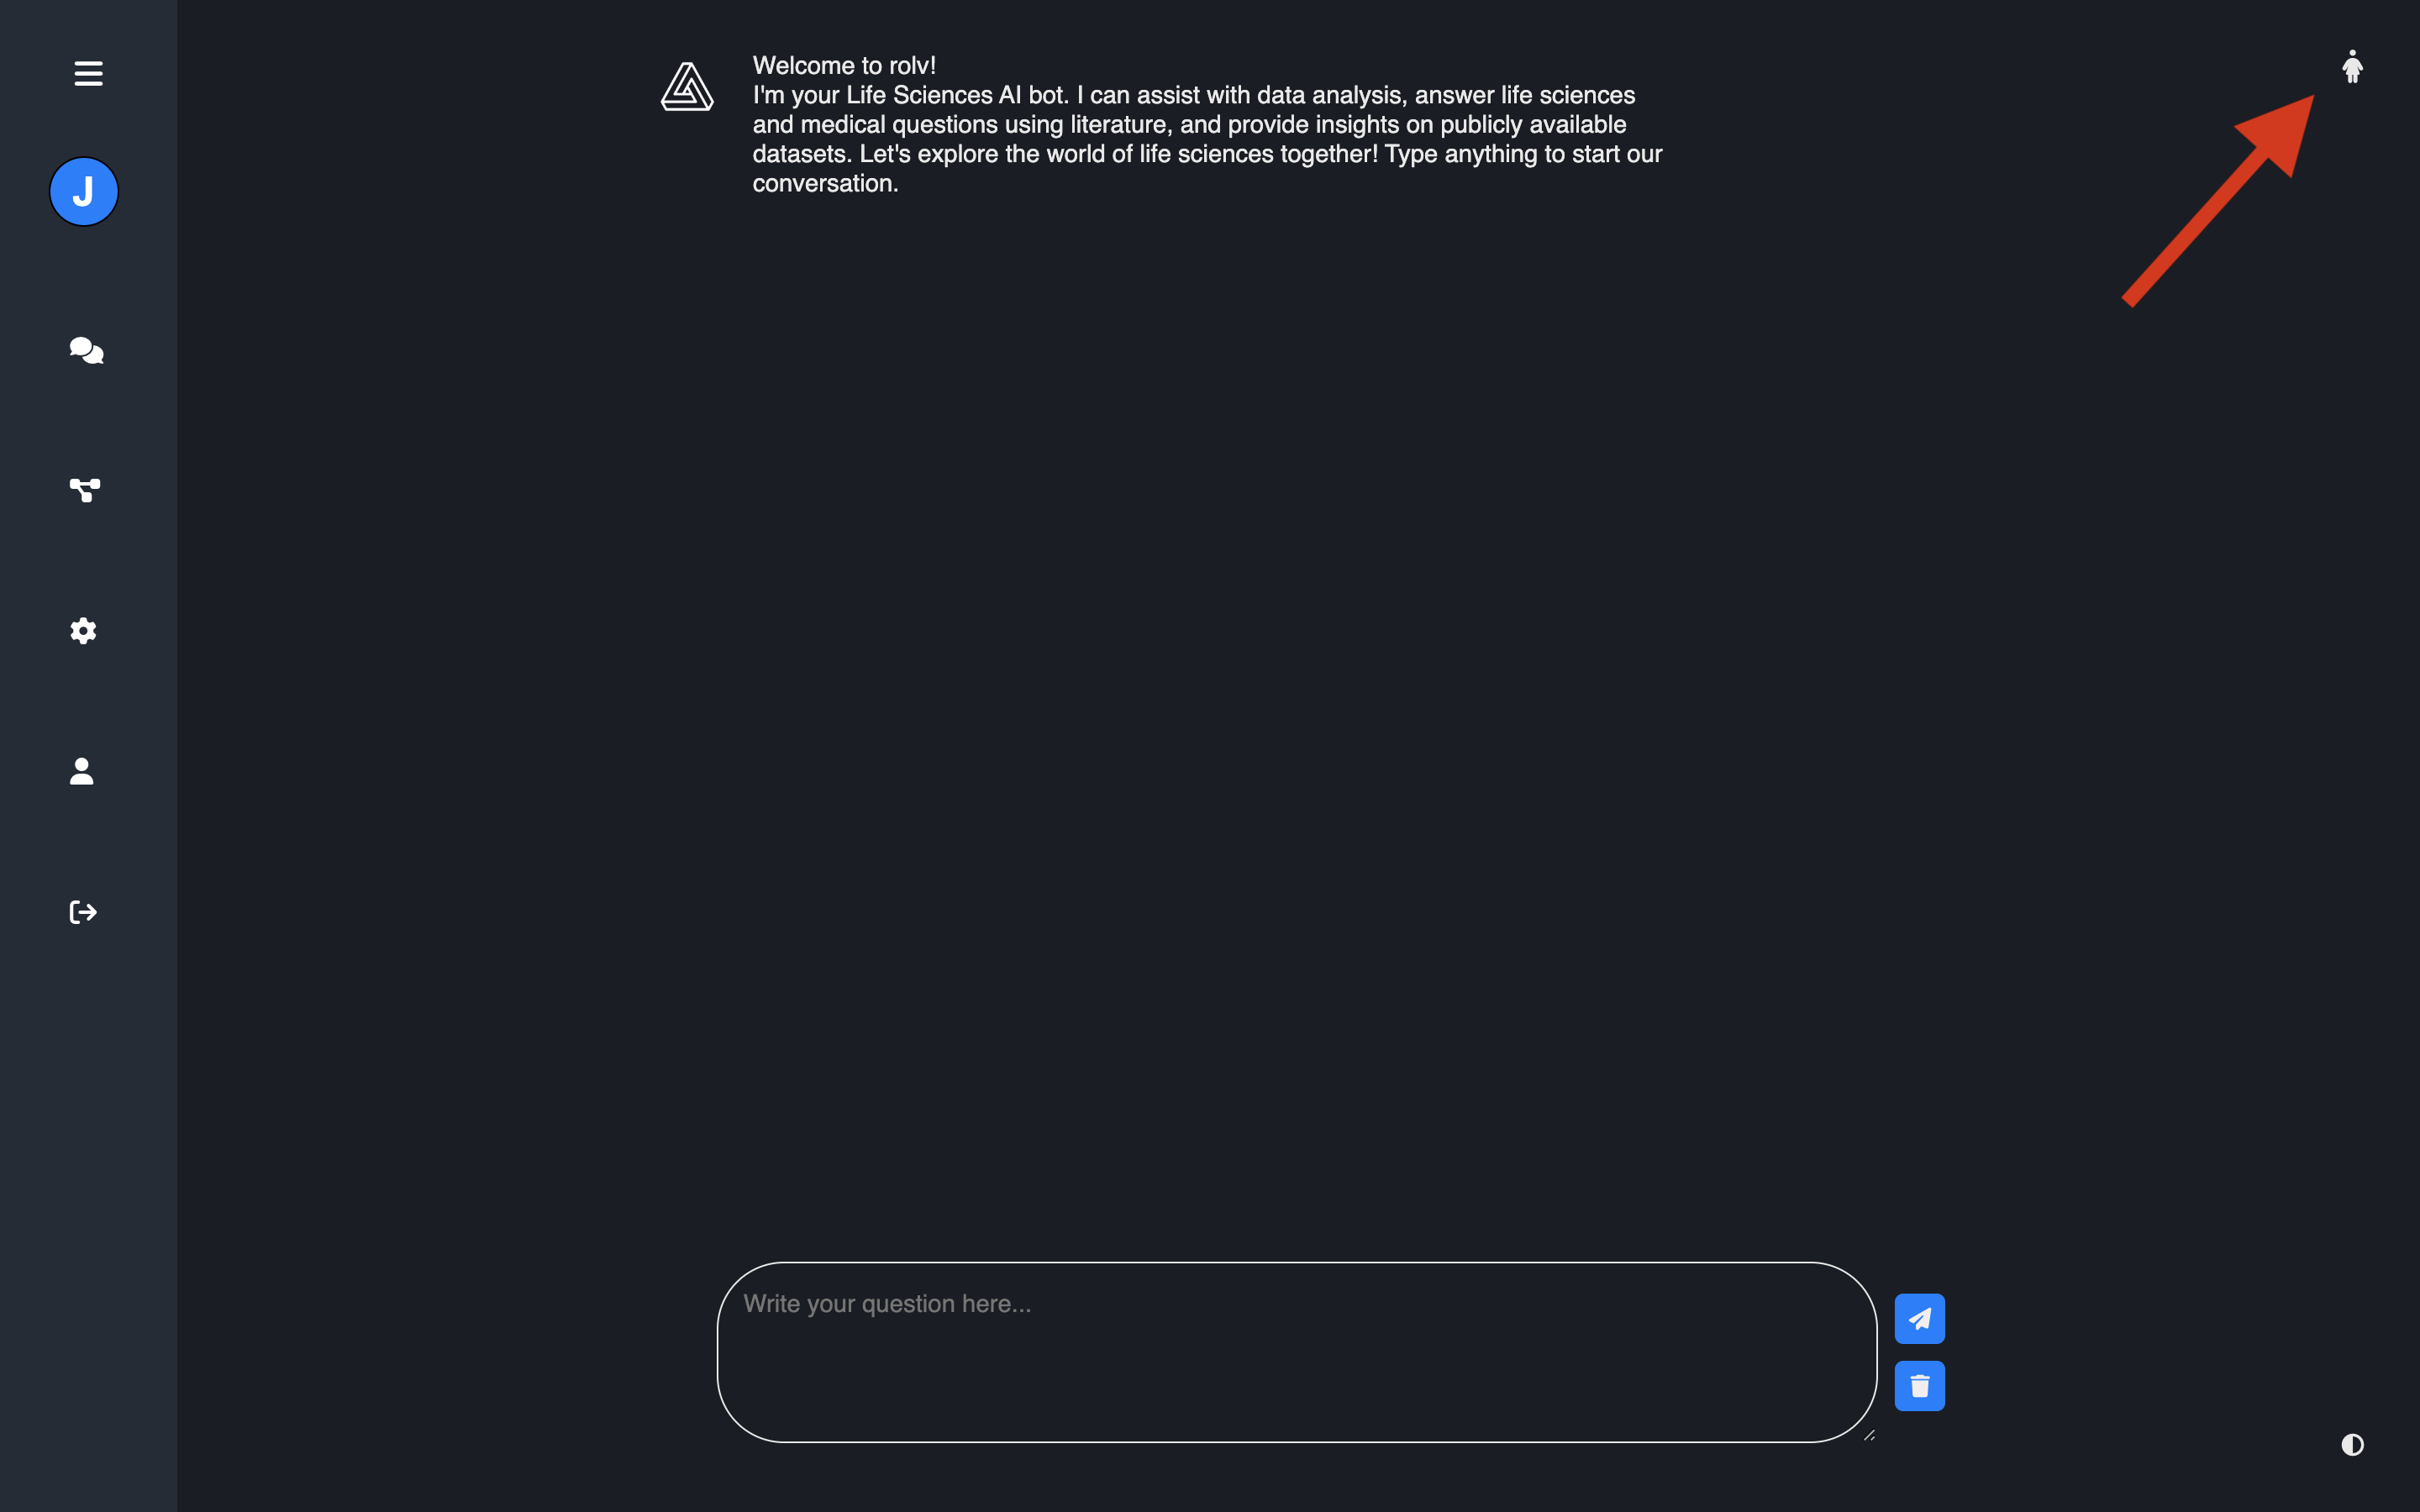 J
Welcome to rolv!
I'm your Life Sciences AI bot. I can assist with data analysis, answer life sciences
and medical questions using literature, and provide insights on publicly available
datasets. Let's explore the world of life sciences together! Type anything to start our
conversation.
Write your question here...